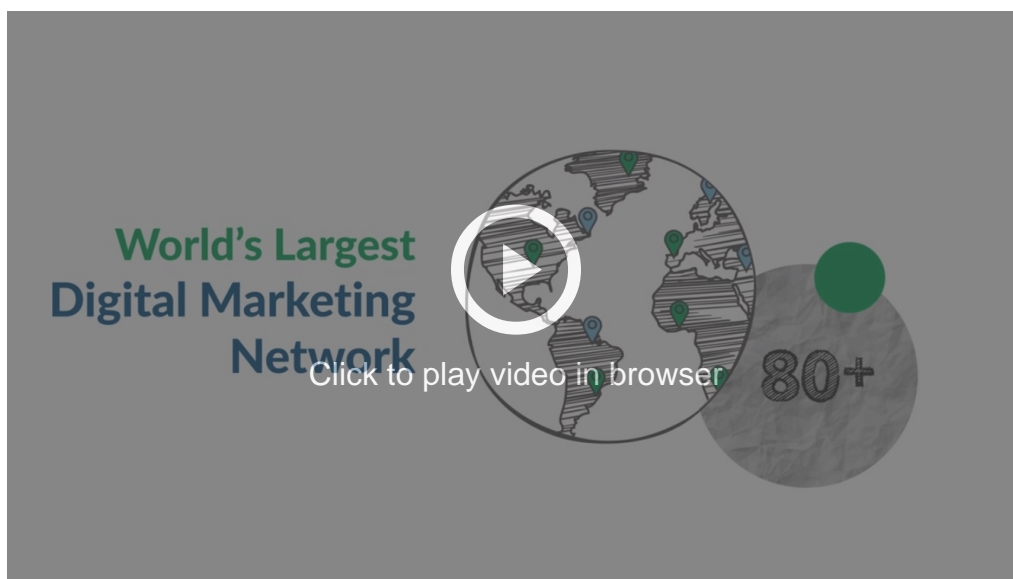 World's Largest
Digital Marketing
Network
Click to play video in browser
80+